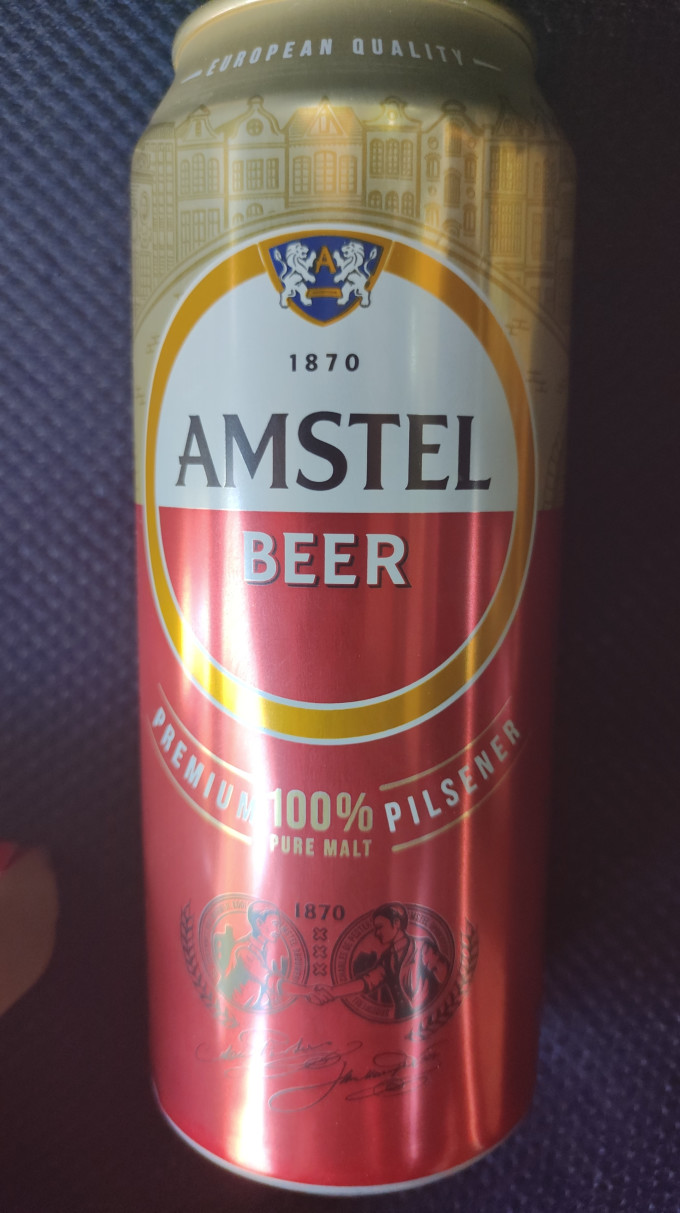 EUROPEAN QUALITY
A
1870
AMSTEL
BEER
PREMIUM 100% PILSENER
PURE MALT
1870